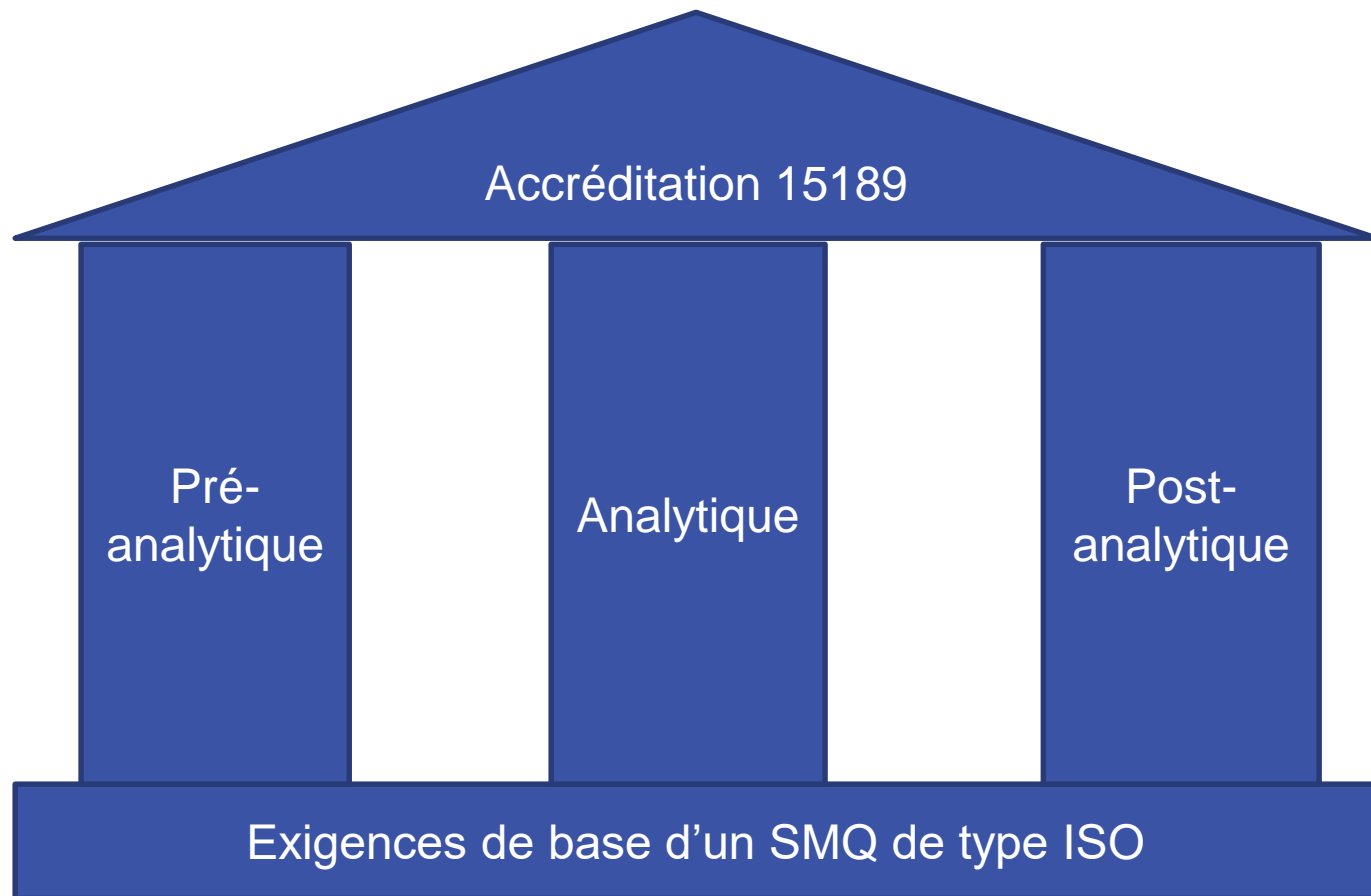 Accréditation 15189
Pré-
analytique
Analytique
Post-
analytique
Exigences de base d'un SMQ de type ISO